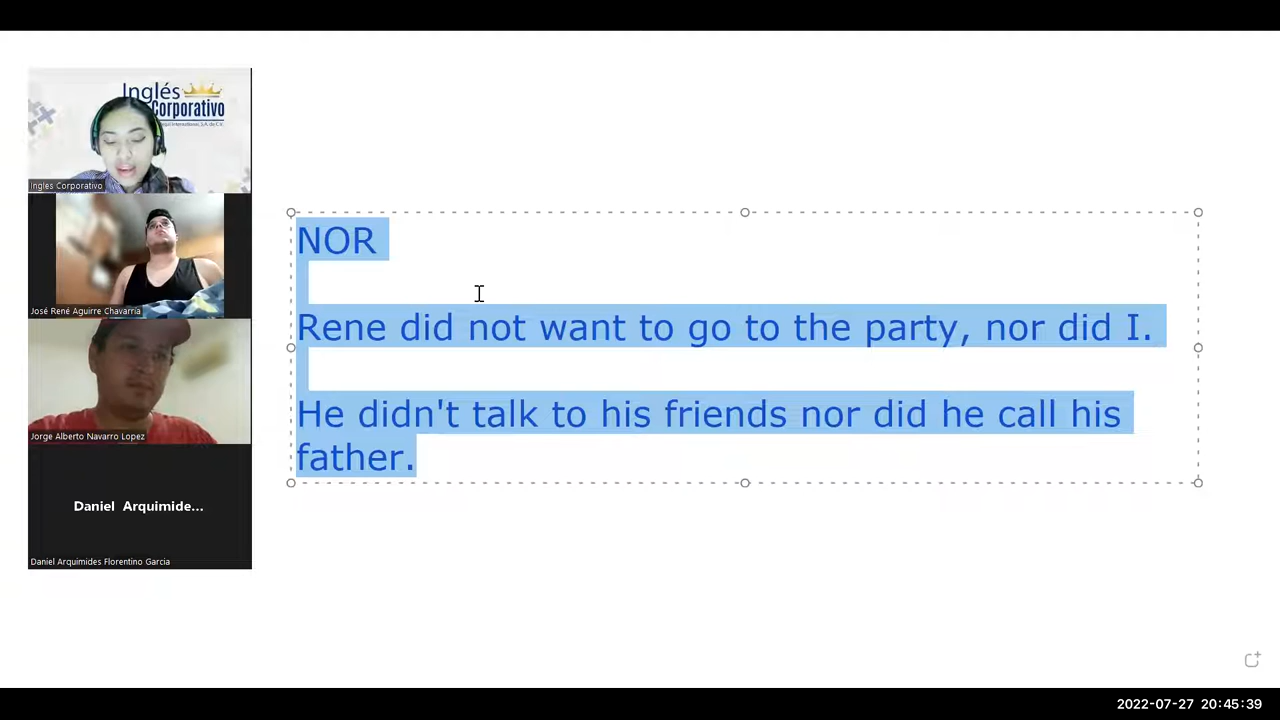 Inglés
Corporativo
Ingles Corporativo
José René Aguirre Chavarria
Jorge Alberto Navarro Lopez
Daniel Arquimide...
Daniel Arquimides Florentino Garcia
NOR
Rene did not want to go to the party, nor did I.
He didn't talk to his friends nor did he call his
father.
2022-07-27 20:45:39